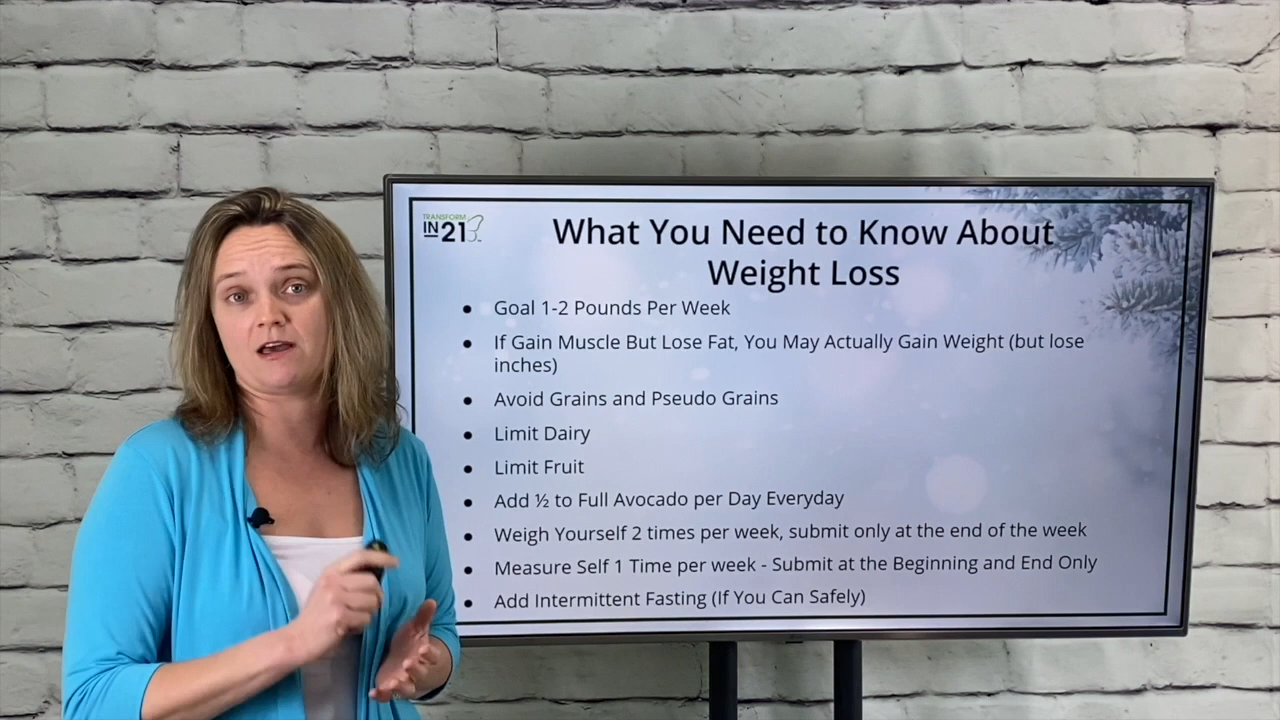 TRANSFORM
IN 21
What You Need to Know About
Weight Loss
• Goal 1-2 Pounds Per Week
• If Gain Muscle But Lose Fat, You May Actually Gain Weight (but lose
inches)
• Avoid Grains and Pseudo Grains
• Limit Dairy
• Limit Fruit
• Add ½ to Full Avocado per Day Everyday
• Weigh Yourself 2 times per week, submit only at the end of the week
• Measure Self 1 Time per week - Submit at the Beginning and End Only
• Add Intermittent Fasting (If You Can Safely)